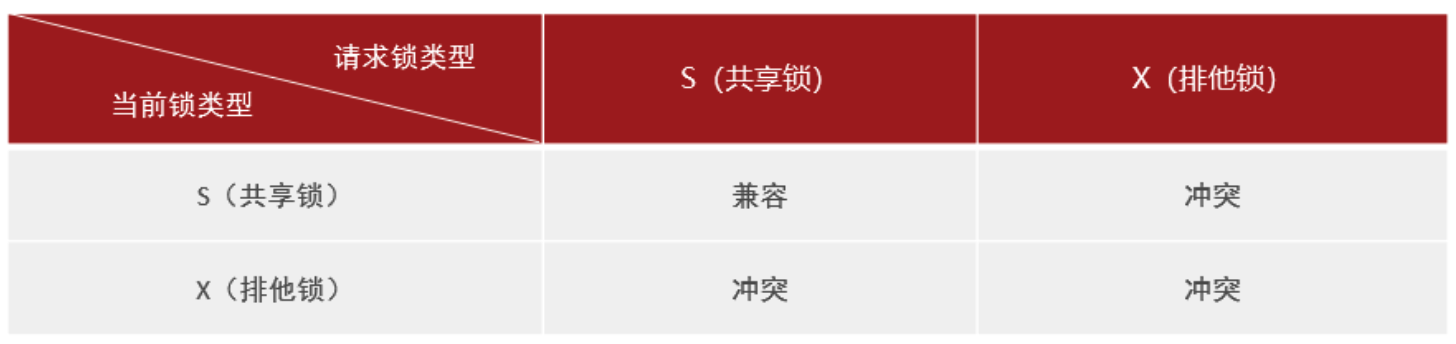 请求锁类型
当前锁类型
S（共享锁）
X（排他锁）
S（共享锁）
兼容
冲突
X（排他锁）
冲突
冲突